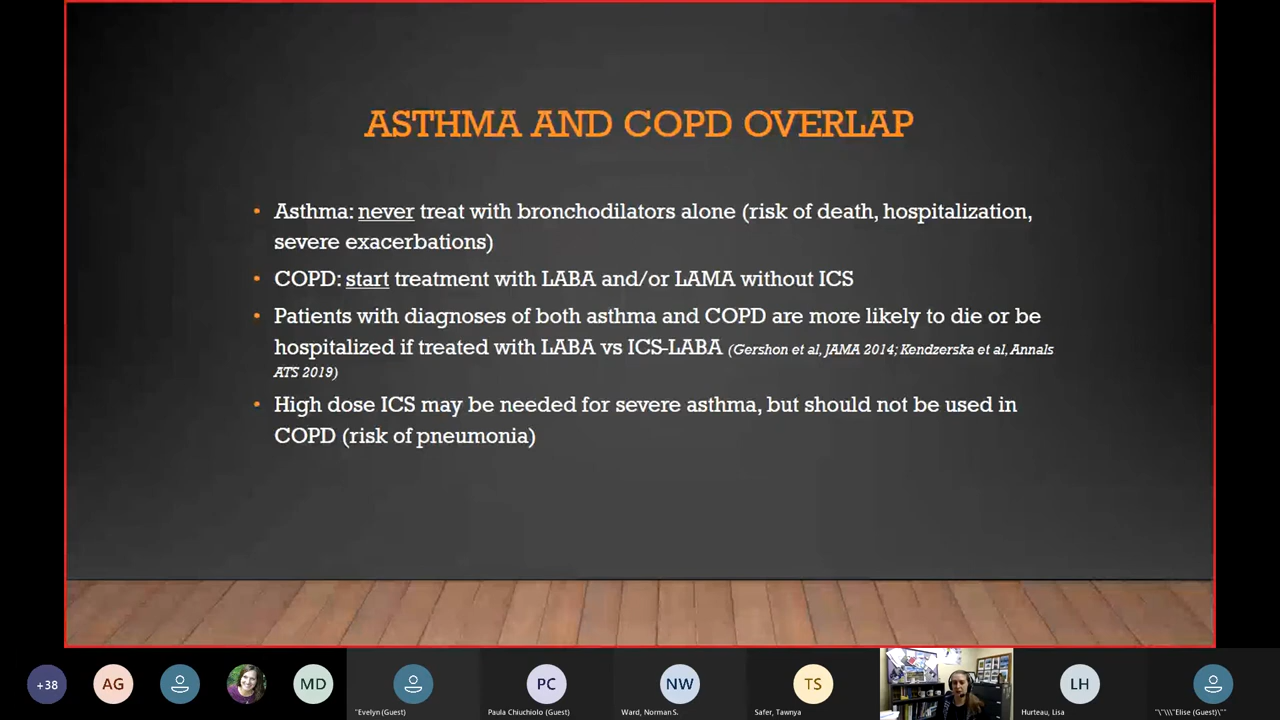 ASTHMA AND COPD OVERLAP
• Asthma: never treat with bronchodilators alone (risk of death, hospitalization,
severe exacerbations)
• COPD: start treatment with LABA and/or LAMA without ICS
• Patients with diagnoses of both asthma and COPD are more likely to die or be
hospitalized if treated with LABA vs ICS-LABA (Gershon et al, JAMA 2014; Kendzerska et al, Annals
ATS 2019)
• High dose ICS may be needed for severe asthma, but should not be used in
COPD (risk of pneumonia)
+38
AG
MD
PC
NW
TS
LH
"Evelyn (Guest)
Paula Chiuchiolo (Guest)
Ward, Norman S.
Safer, Tawnya
Hurteau, Lisa
"\"\\\"Elise (Guest)\""